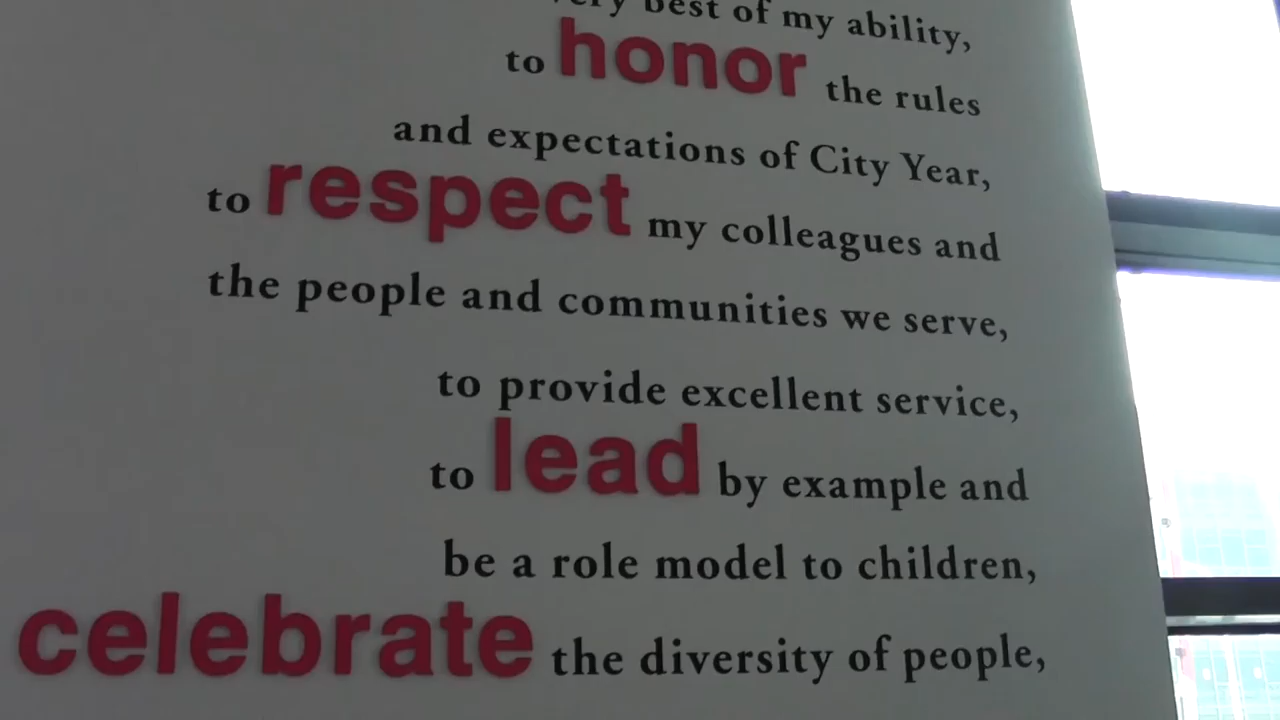 best of my ability,
to honor the rules
and expectations of City Year,
to respect my colleagues and
the people and communities we serve,
to provide excellent service,
to lead by example and
be a role model to children,
celebrate the diversity of people,